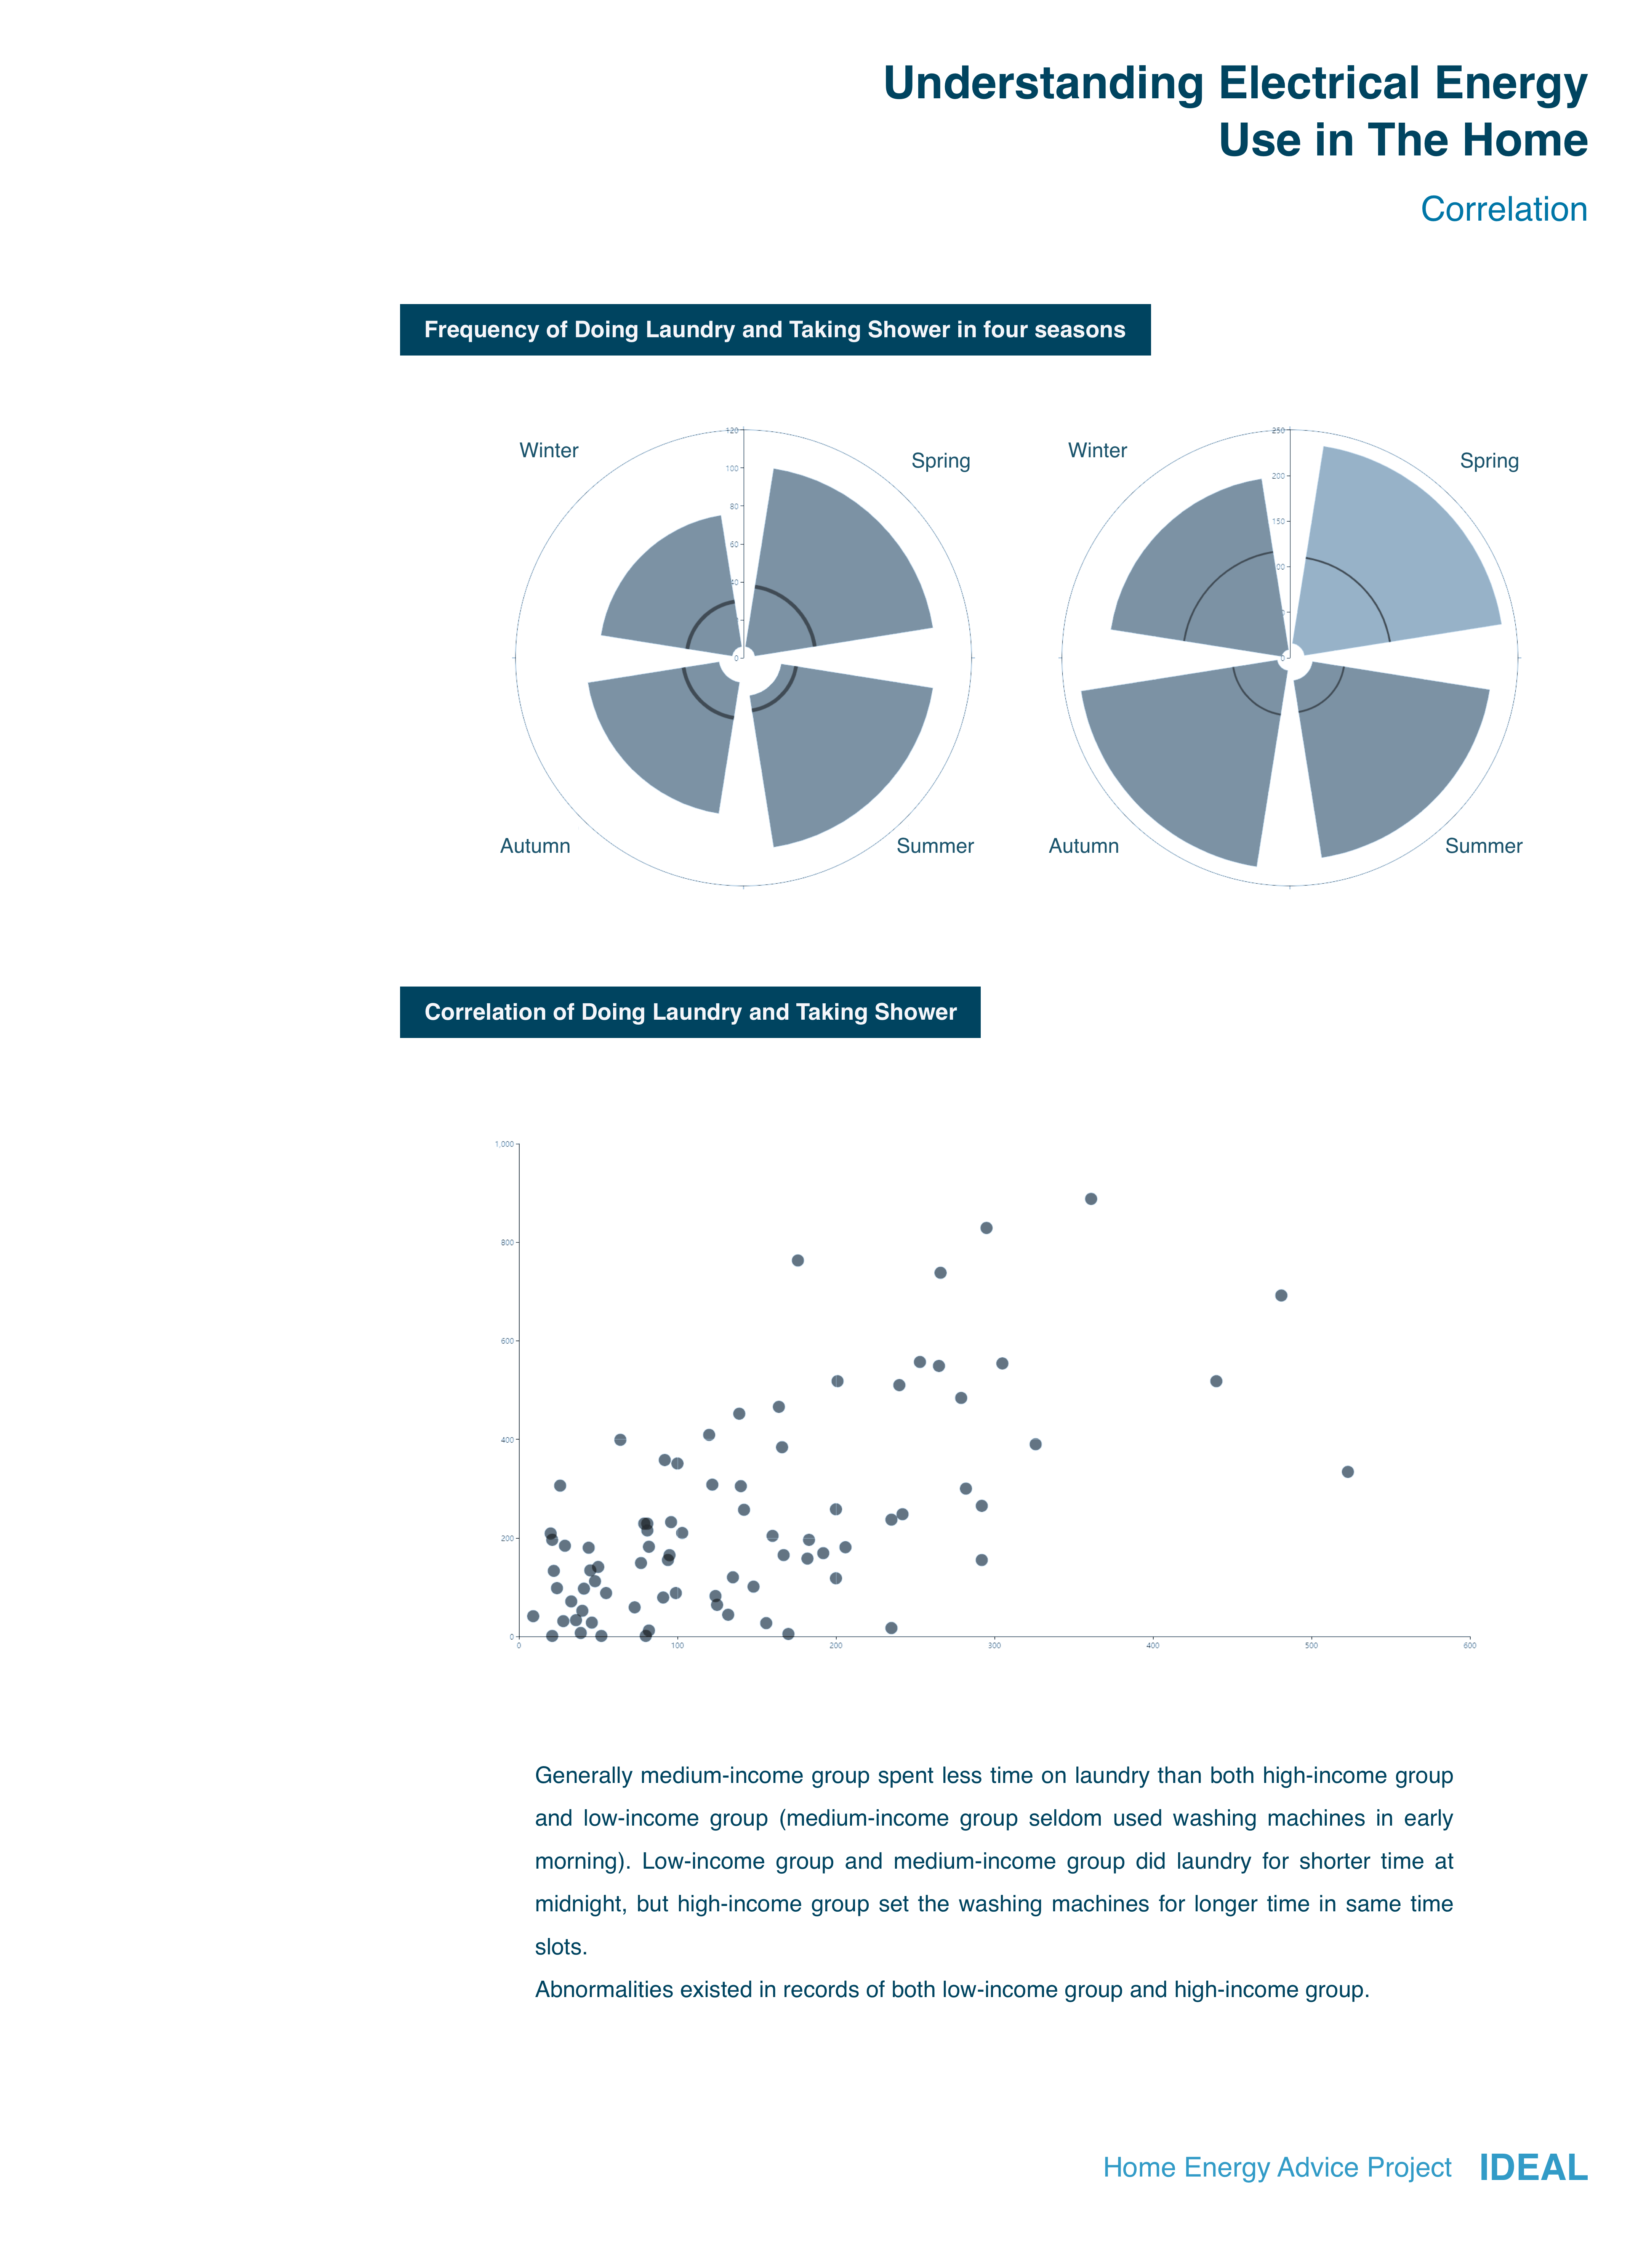 Understanding Electrical Energy
Use in The Home
Correlation
Frequency of Doing Laundry and Taking Shower in four seasons
Winter
Spring
120
100
80
60
40
0
Autumn
Summer
Winter
Spring
250
200
150
00
0
Autumn
Summer
Correlation of Doing Laundry and Taking Shower
1,000
800
600
400
200
0
0 100 200 300 400 500 600
Generally medium-income group spent less time on laundry than both high-income group
and low-income group (medium-income group seldom used washing machines in early
morning). Low-income group and medium-income group did laundry for shorter time at
midnight, but high-income group set the washing machines for longer time in same time
slots.
Abnormalities existed in records of both low-income group and high-income group.
Home Energy Advice Project IDEAL